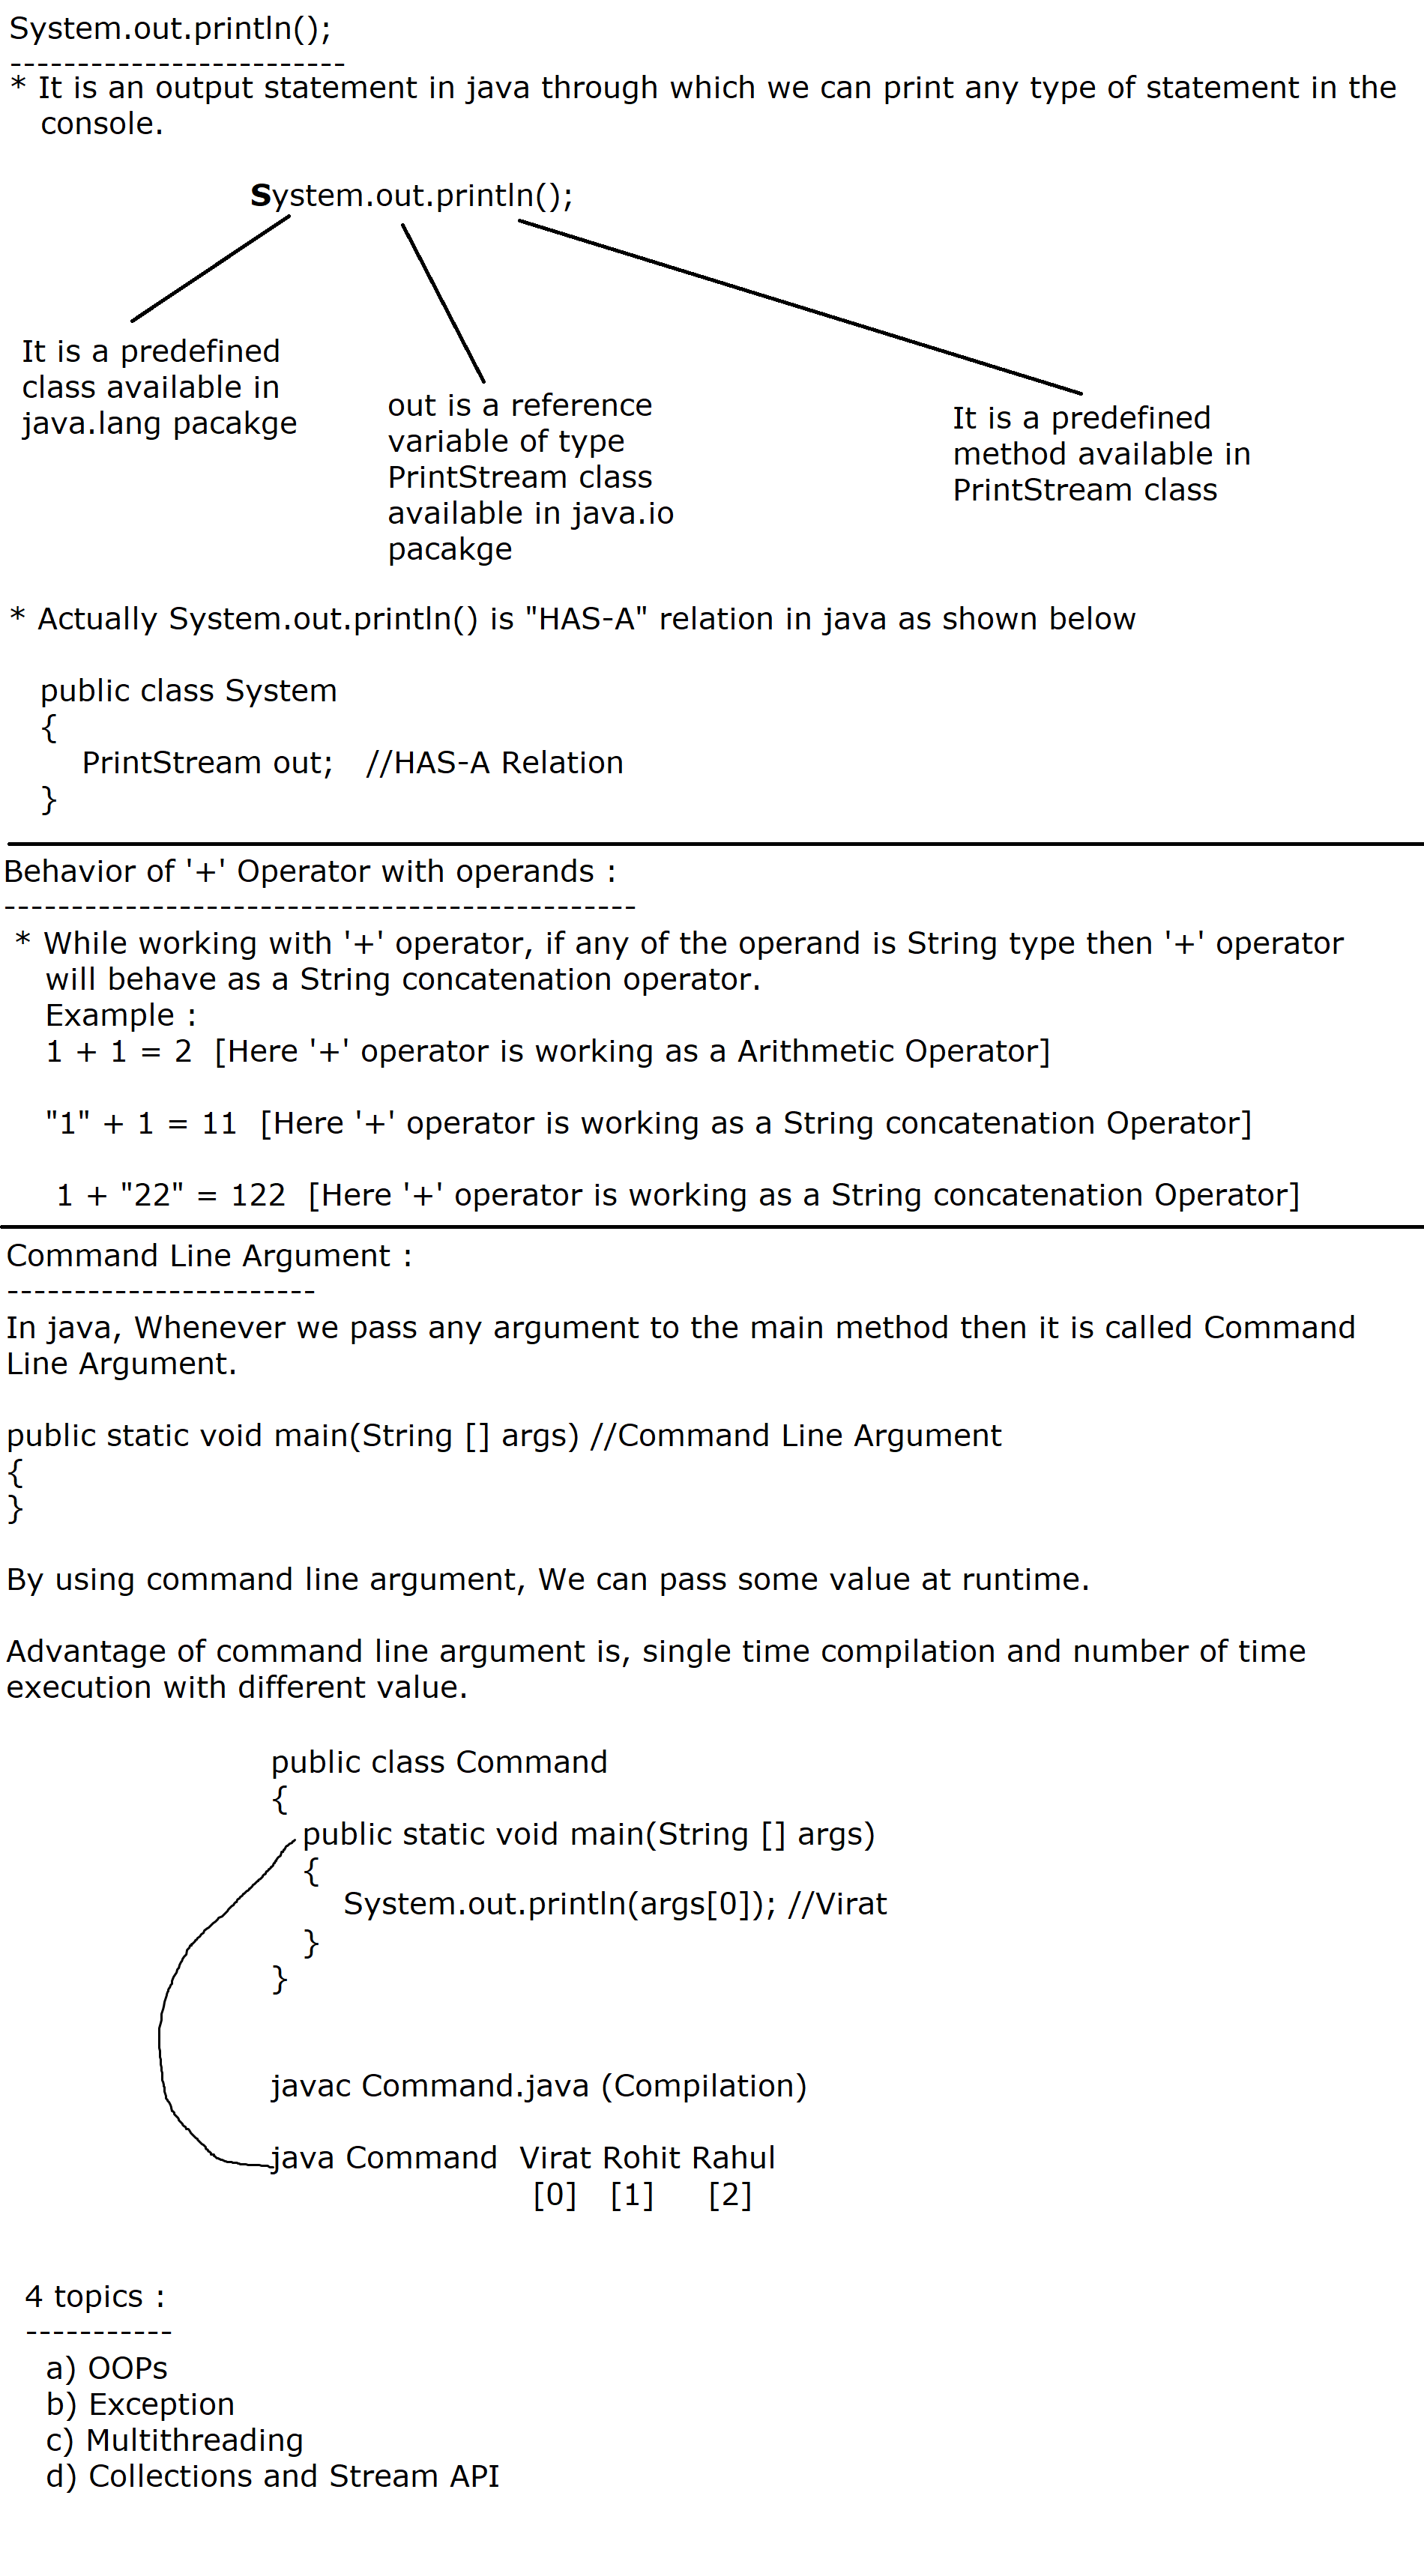 System.out.println();
-------------------------
* It is an output statement in java through which we can print any type of statement in the
console.
System.out.println();
It is a predefined
class available in
java.lang pacakge
out is a reference
variable of type
PrintStream class
available in java.io
pacakge
It is a predefined
method available in
PrintStream class
* Actually System.out.println() is "HAS-A" relation in java as shown below
public class System
{
PrintStream out;   //HAS-A Relation
}
Behavior of '+' Operator with operands :
-----------------------------------------------
* While working with '+' operator, if any of the operand is String type then '+' operator
will behave as a String concatenation operator.
Example :
1 + 1 = 2  [Here '+' operator is working as a Arithmetic Operator]
"1" + 1 = 11  [Here '+' operator is working as a String concatenation Operator]
1 + "22" = 122  [Here '+' operator is working as a String concatenation Operator]
Command Line Argument :
-----------------------
In java, Whenever we pass any argument to the main method then it is called Command
Line Argument.
public static void main(String [] args) //Command Line Argument
{
}
By using command line argument, We can pass some value at runtime.
Advantage of command line argument is, single time compilation and number of time
execution with different value.
public class Command
{
public static void main(String [] args)
{
System.out.println(args[0]); //Virat
}
}
javac Command.java (Compilation)
java Command  Virat Rohit Rahul
[0]   [1]     [2]
4 topics :
-----------
a) OOPs
b) Exception
c) Multithreading
d) Collections and Stream API